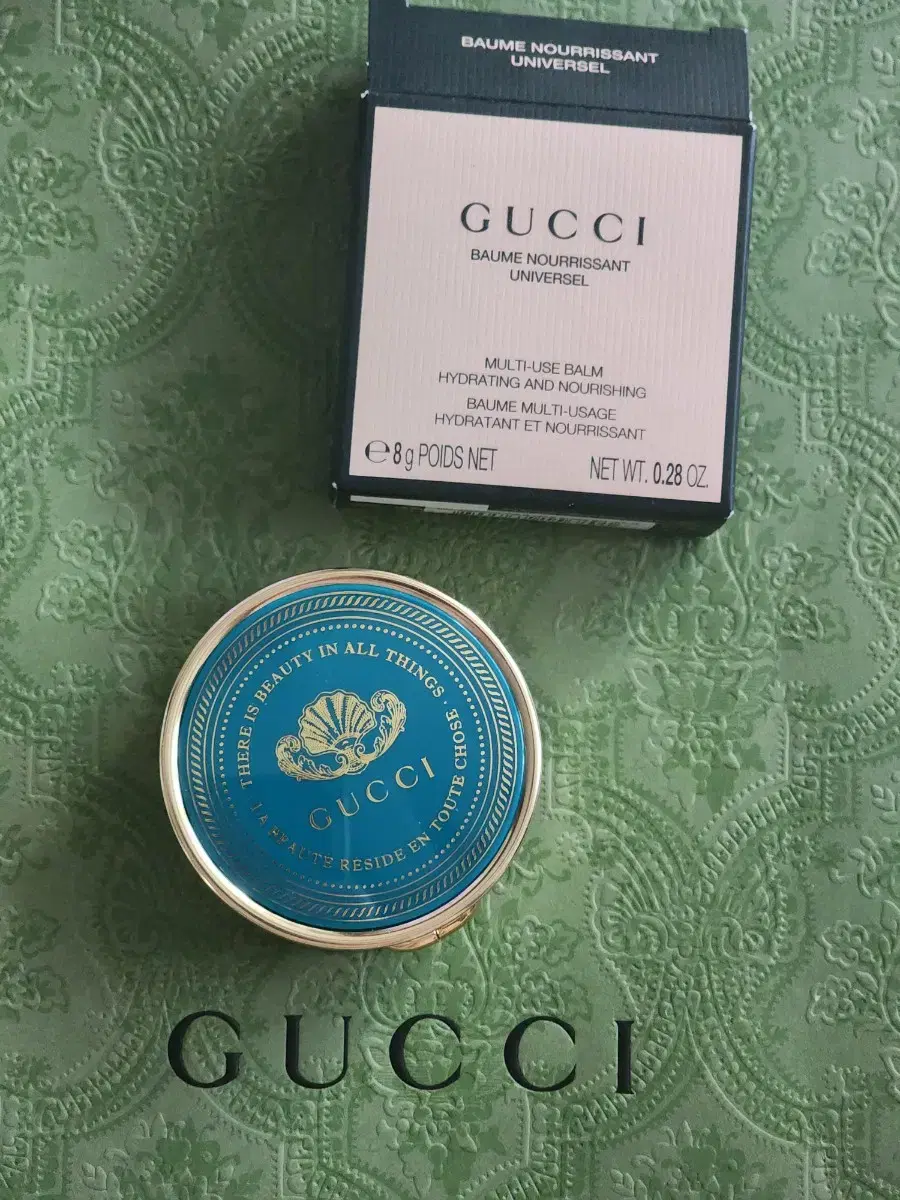 BAUME NOURRISSANT
UNIVERSEL
GUCCI
BAUME NOURRISSANT
UNIVERSEL
MULTI-USE BALM
HYDRATING AND NOURISHING
BAUME MULTI-USAGE
HYDRATANT ET NOURRISSANT
℮ 8 g POIDS NET
NET WT. 0.28 OZ.
THERE IS BEAUTY IN ALL THINGS ·
GUCCI
LA BEAUTÉ RESIDE EN TOUTE CHOSE ·
GUCCI